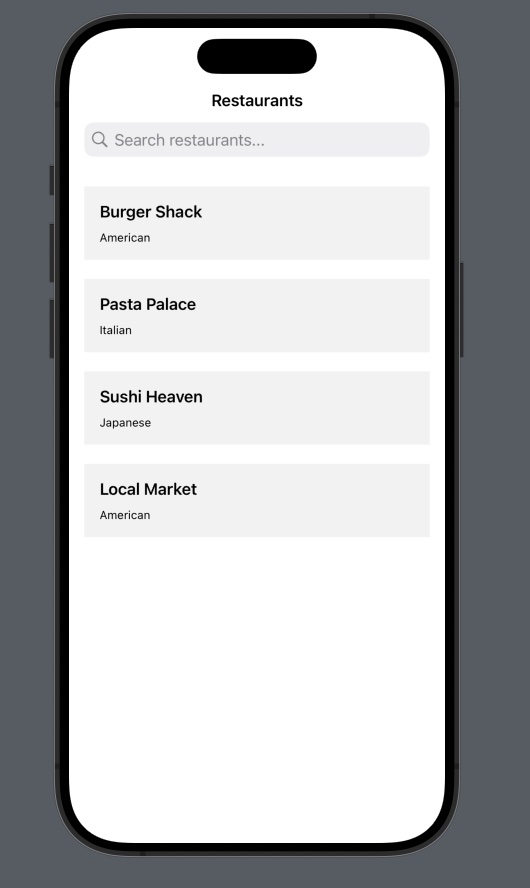 Restaurants
Search restaurants...
Burger Shack
American
Pasta Palace
Italian
Sushi Heaven
Japanese
Local Market
American